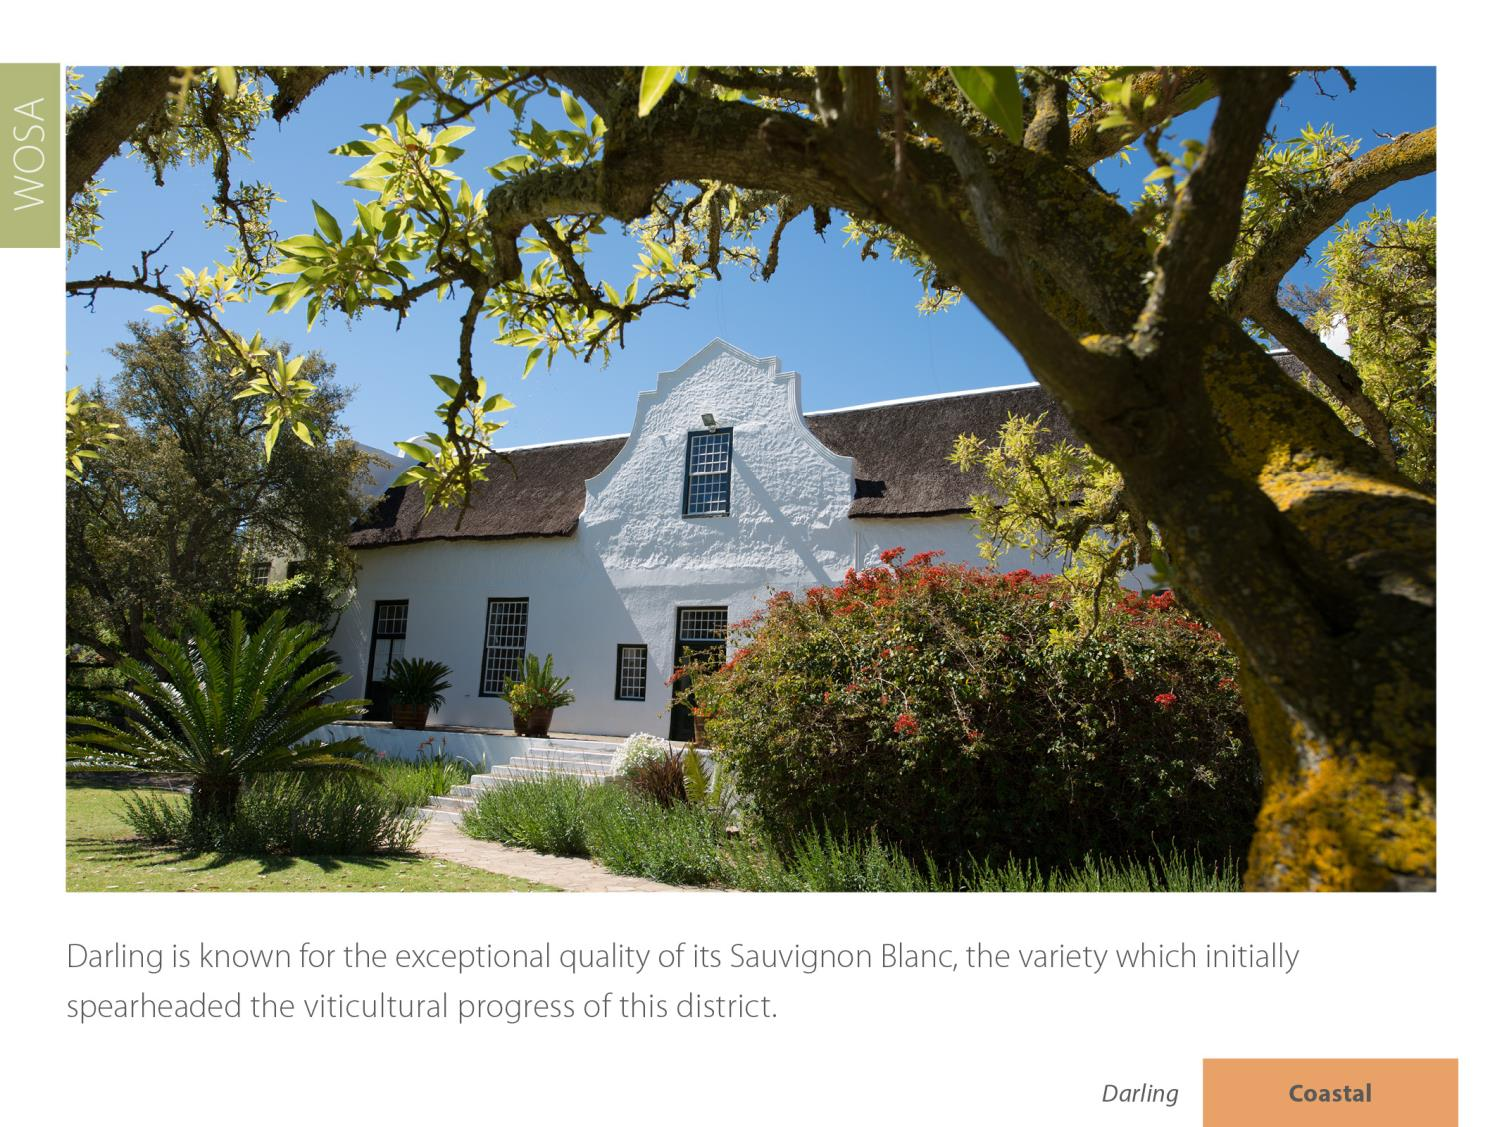 WOSA
Darling is known for the exceptional quality of its Sauvignon Blanc, the variety which initially
spearheaded the viticultural progress of this district.
Darling
Coastal